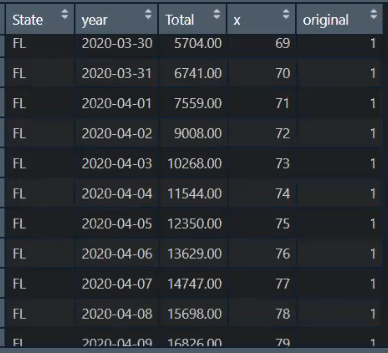 State year Total x original
FL 2020-03-30 5704.00 69 1
FL 2020-03-31 6741.00 70 1
FL 2020-04-01 7559.00 71 1
FL 2020-04-02 9008.00 72 1
FL 2020-04-03 10268.00 73 1
FL 2020-04-04 11544.00 74 1
FL 2020-04-05 12350.00 75 1
FL 2020-04-06 13629.00 76 1
FL 2020-04-07 14747.00 77 1
FL 2020-04-08 15698.00 78 1
FL 2020-04-09 16826.00 79 1